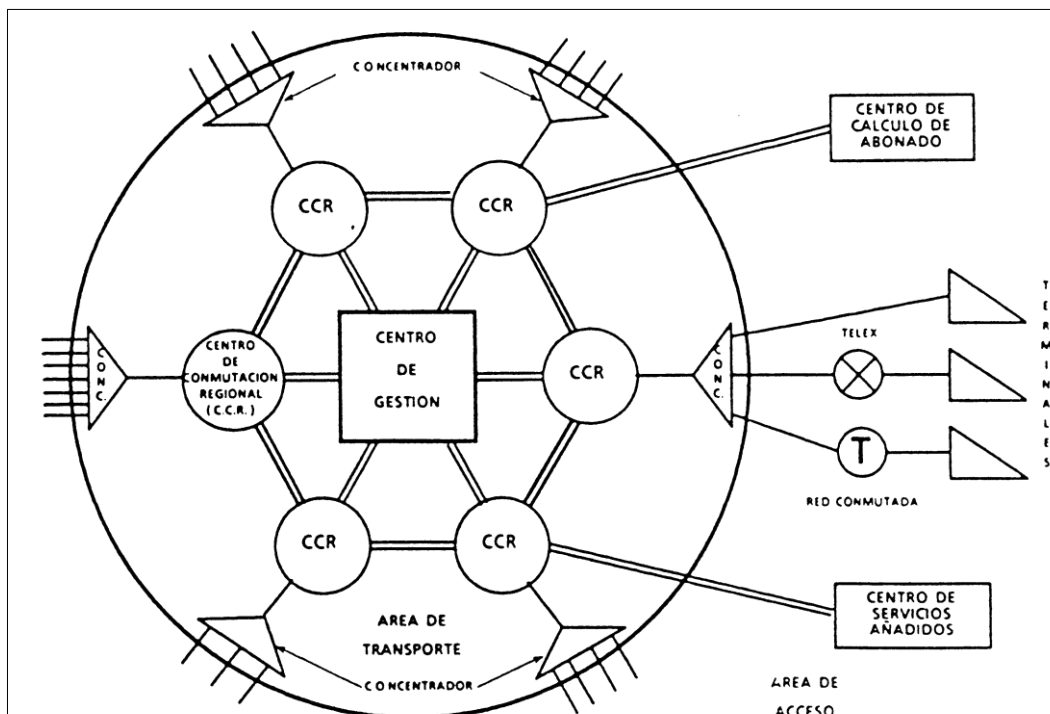 CONCENTRADOR
CENTRO DE
CALCULO DE
ABONADO
CCR
CCR
CENTRO
DE
GESTION
CENTRO
DE
CONMUTACION
REGIONAL
(C.C.R.)
CONC.
CCR
CONC.
TELEX
TERMINALES
T
RED CONMUTADA
CCR
CCR
CENTRO DE
SERVICIOS
AÑADIDOS
AREA DE
TRANSPORTE
CONCENTRADOR
AREA DE
ACCESO